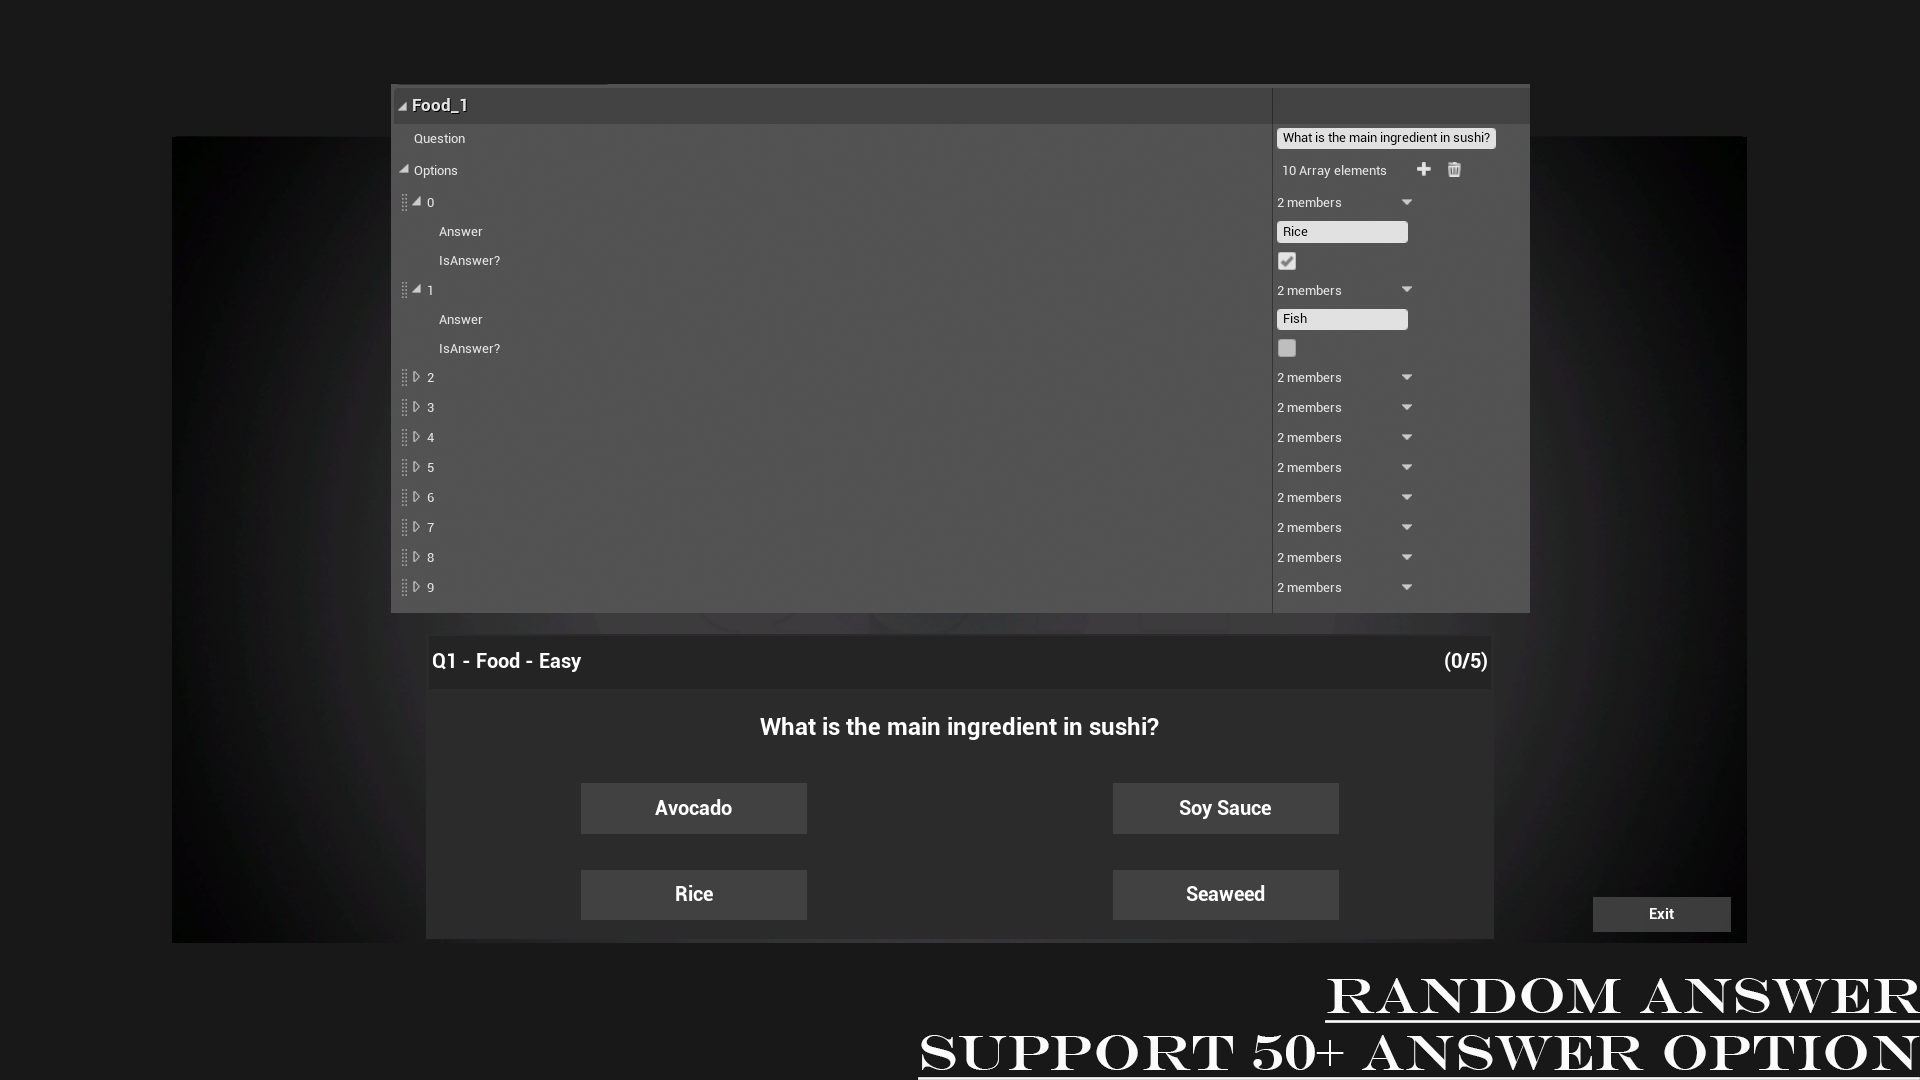 Food_1
Question What is the main ingredient in sushi?
Options 10 Array elements
0 2 members
Answer Rice
IsAnswer?
1 2 members
Answer Fish
IsAnswer?
2 2 members
3 2 members
4 2 members
5 2 members
6 2 members
7 2 members
8 2 members
9 2 members
Q1 - Food - Easy (0/5)
What is the main ingredient in sushi?
Avocado Soy Sauce
Rice Seaweed
Exit
RANDOM ANSWER
SUPPORT 50+ ANSWER OPTION